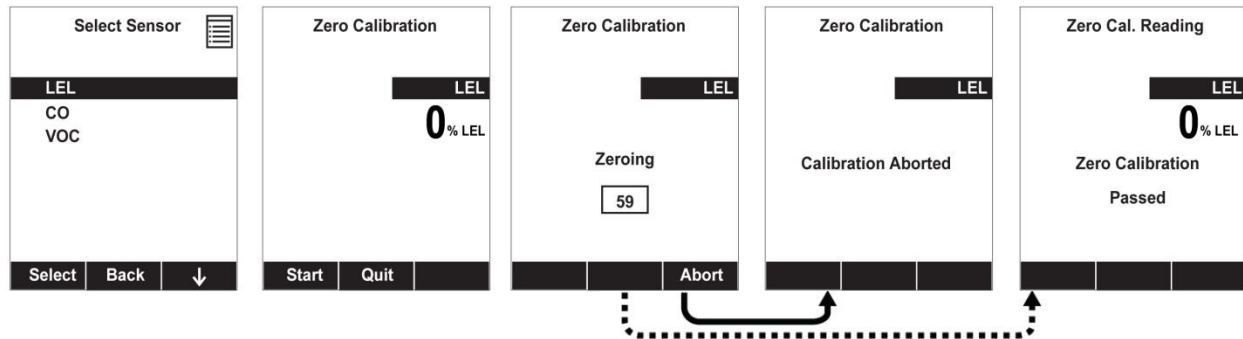 Select Sensor
LEL
CO
VOC
Select Back ↓
Zero Calibration
LEL
0 % LEL
Start Quit
Zero Calibration
LEL
Zeroing
59
Abort
Zero Calibration
LEL
Calibration Aborted
Zero Cal. Reading
LEL
0 % LEL
Zero Calibration
Passed